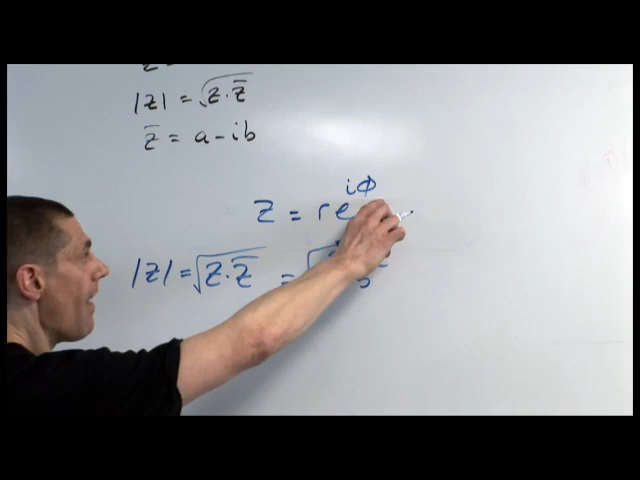 |z| = √z·z̅
z̅ = a-ib
z = re^iϕ
|z| = √z·z̅ = √